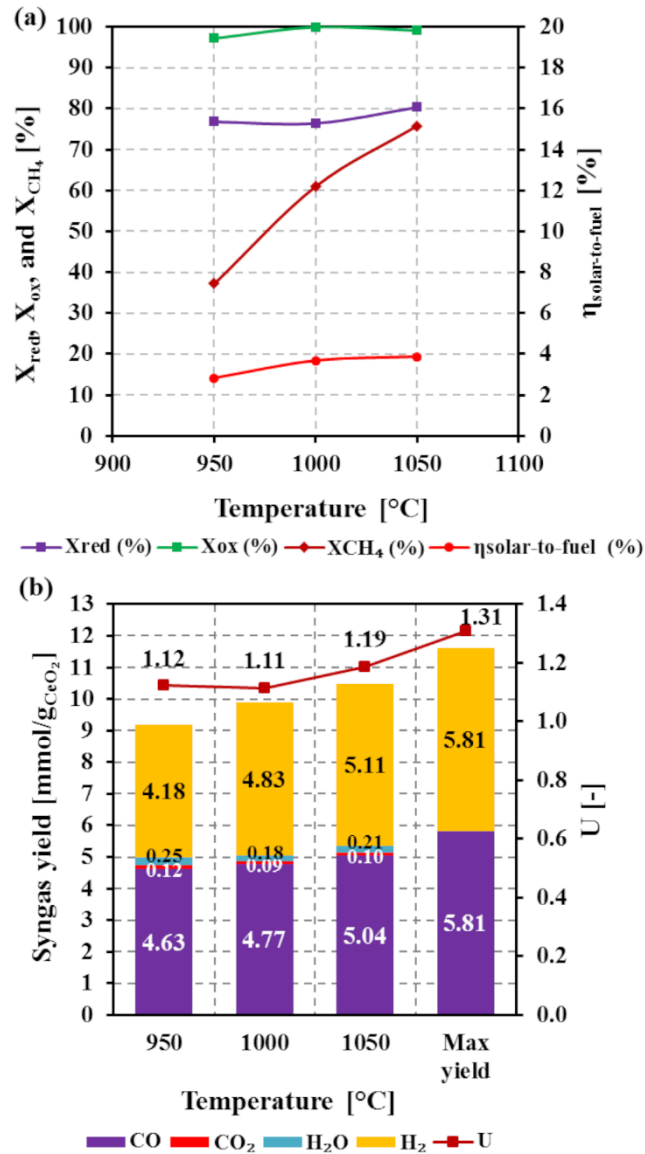 (a)
100
90
80
70
60
50
40
30
20
10
0
X_red, X_ox, and X_CH₄ [%]
20
18
16
14
12
10
8
6
4
2
0
η_solar-to-fuel [%]
900 950 1000 1050 1100
Temperature [°C]
Xred (%) Xox (%) XCH₄ (%) ηsolar-to-fuel (%)
(b)
13
12
11
10
9
8
7
6
5
4
3
2
1
0
Syngas yield [mmol/g_CeO₂]
1.12 1.11 1.19 1.31
4.18 4.83 5.11 5.81
0.25 0.18 0.21
0.12 0.09 0.10
4.63 4.77 5.04 5.81
1.4
1.2
1.0
0.8
0.6
0.4
0.2
0.0
U [-]
950 1000 1050 Max
yield
Temperature [°C]
CO CO₂ H₂O H₂ U